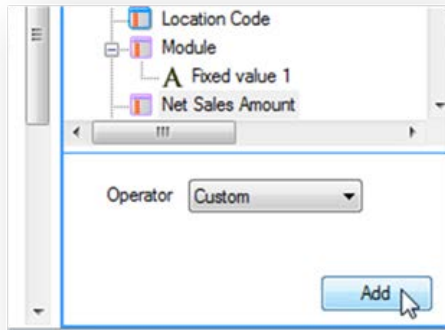 Location Code
Module
A Fixed value 1
Net Sales Amount
Operator Custom
Add